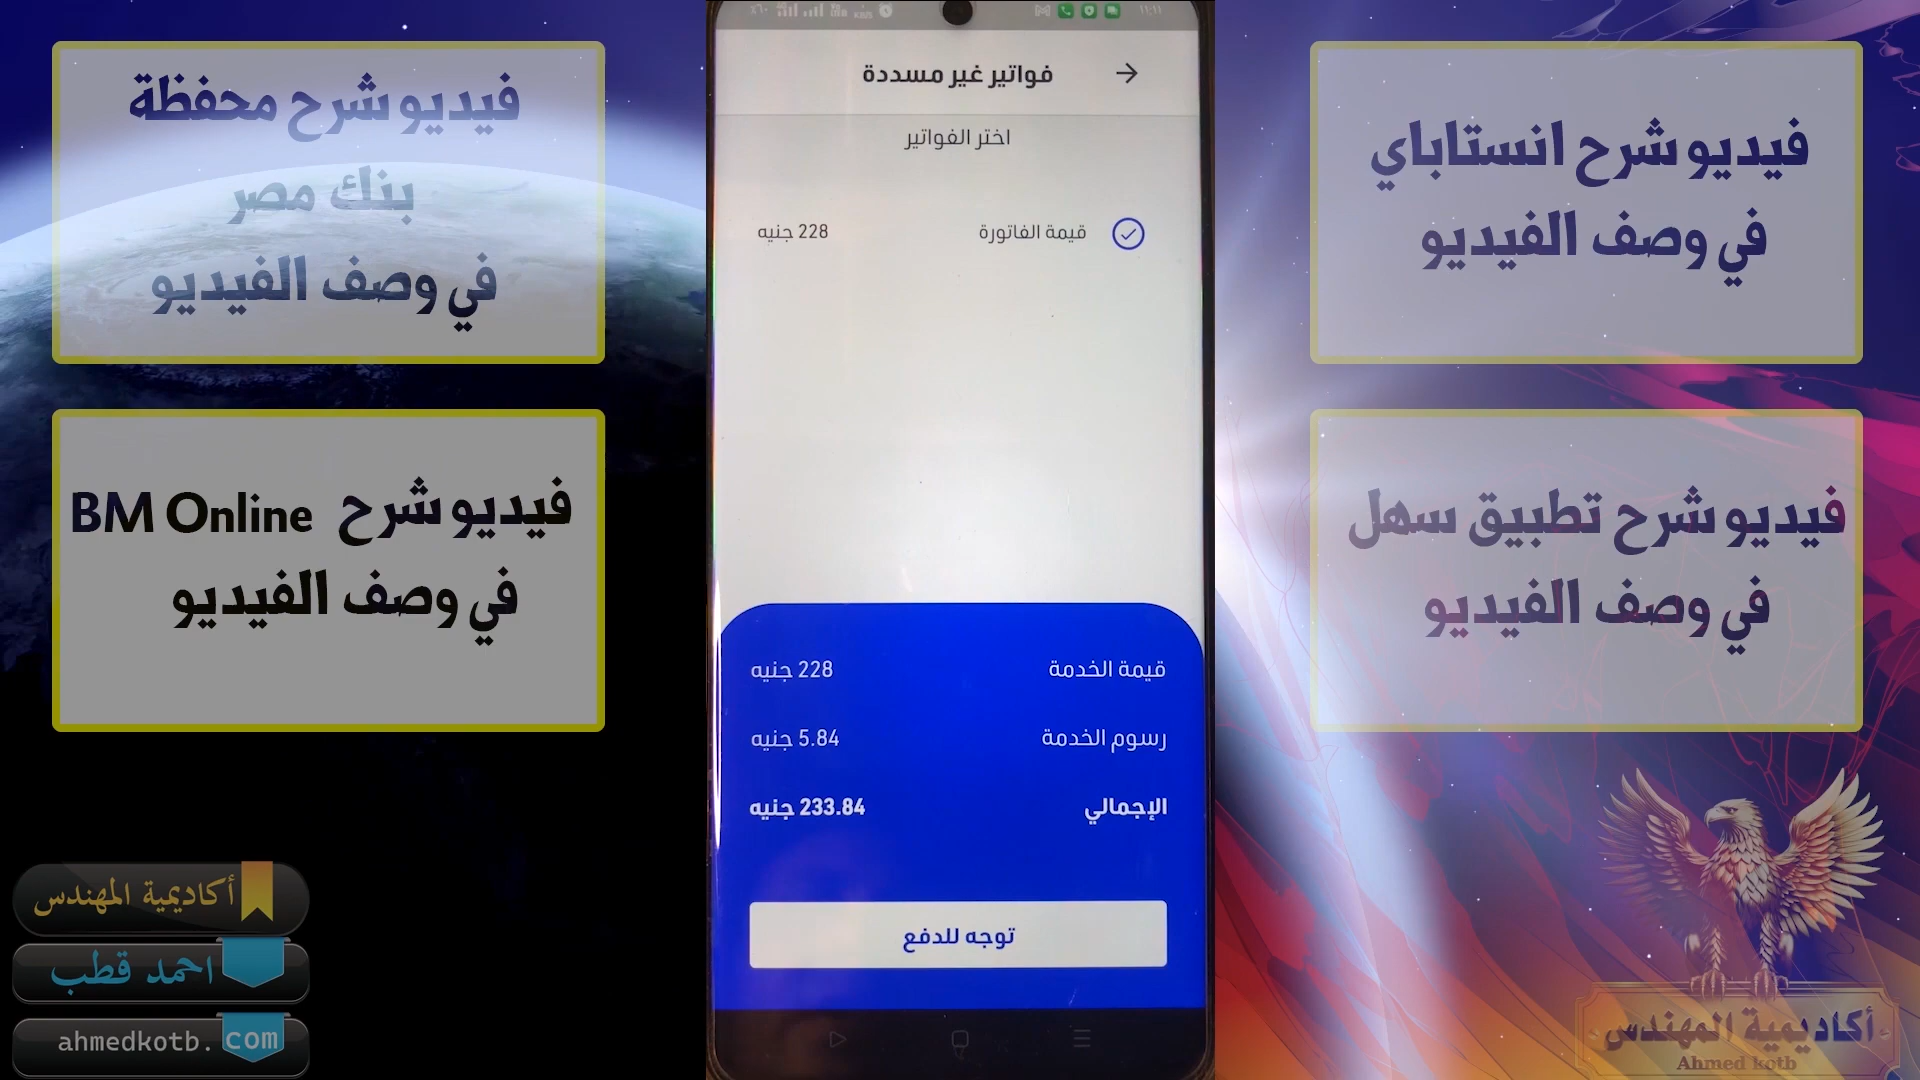 فيديو شرح محفظة
بنك مصر
في وصف الفيديو
فيديو شرح BM Online
في وصف الفيديو
أكاديمية المهندس
احمد قطب
ahmedkotb.com
11:11
فواتير غير مسددة
اختر الفواتير
قيمة الفاتورة 228 جنيه
قيمة الخدمة 228 جنيه
رسوم الخدمة 5.84 جنيه
الإجمالي 233.84 جنيه
توجه للدفع
فيديو شرح انستاباي
في وصف الفيديو
فيديو شرح تطبيق سهل
في وصف الفيديو
أكاديمية المهندس
Ahmed kotb